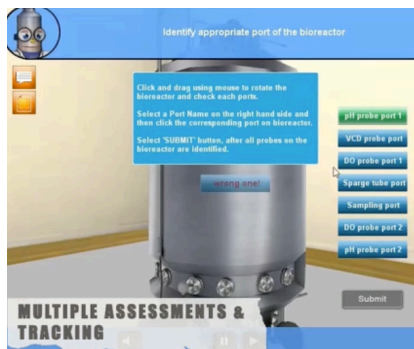 Identify appropriate port of the bioreactor
Click and drag using mouse to rotate the
bioreactor and check each ports.
Select a Port Name on the right hand side and
then click the corresponding port on bioreactor.
Select 'SUBMIT' button, after all probes on the
bioreactor are identified.
wrong one!
pH probe port 1
VCD probe port
DO probe port 1
Sparge tube port
Sampling port
DO probe port 2
pH probe port 2
Submit
MULTIPLE ASSESSMENTS &
TRACKING